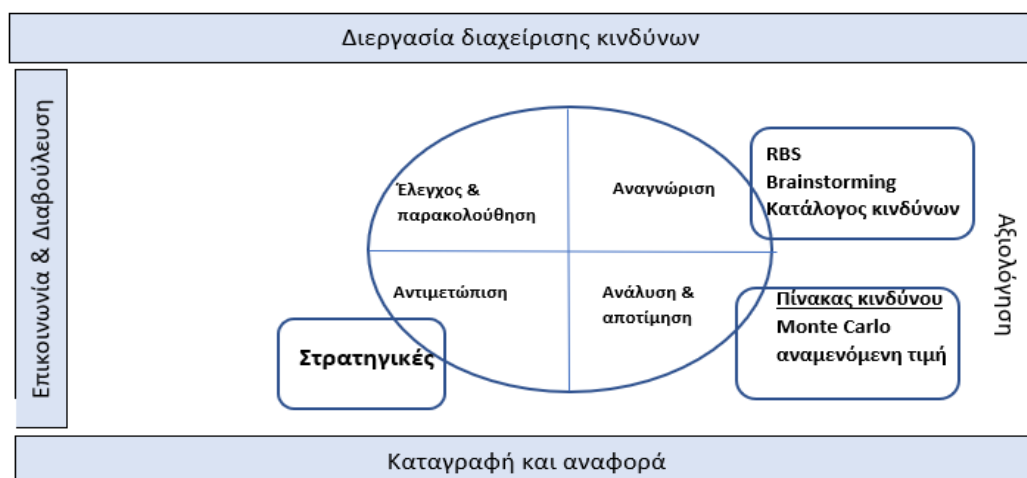 Διεργασία διαχείρισης κινδύνων
Επικοινωνία & Διαβούλευση
Έλεγχος &
παρακολούθηση
Αναγνώριση
RBS
Brainstorming
Κατάλογος κινδύνων
Αξιολόγηση
Αντιμετώπιση
Ανάλυση &
αποτίμηση
Πίνακας κινδύνου
Monte Carlo
αναμενόμενη τιμή
Στρατηγικές
Καταγραφή και αναφορά